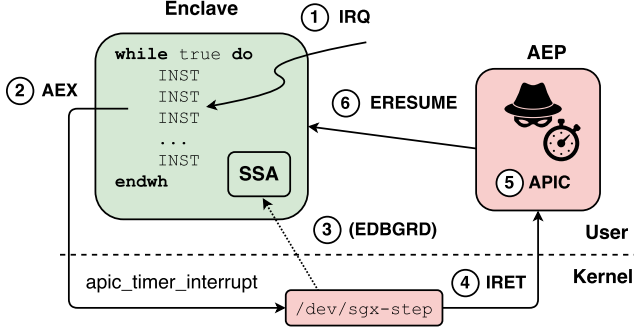 Enclave
1 IRQ
while true do
INST
INST
INST
...
INST
endwh
SSA
2 AEX
AEP
6 ERESUME
5 APIC
3 (EDBGRD)
User
Kernel
apic_timer_interrupt
4 IRET
/dev/sgx-step